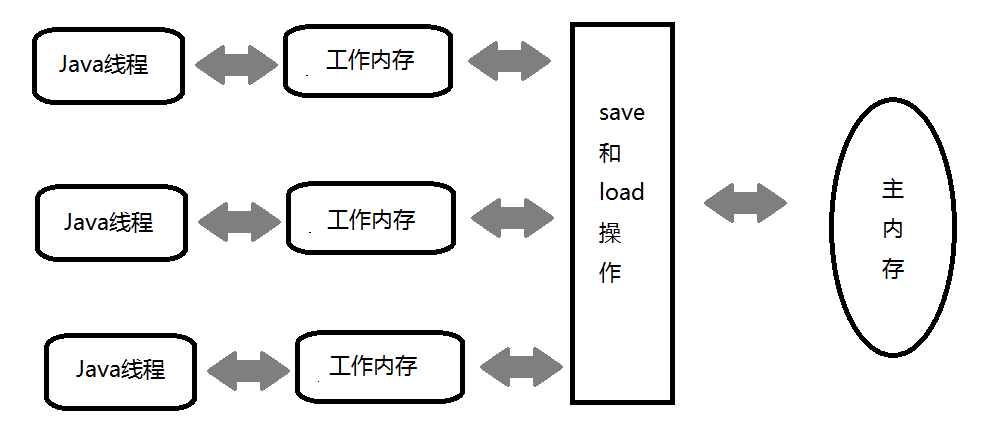 Java线程
工作内存
Java线程
工作内存
Java线程
工作内存
save
和
load
操
作
主
内
存